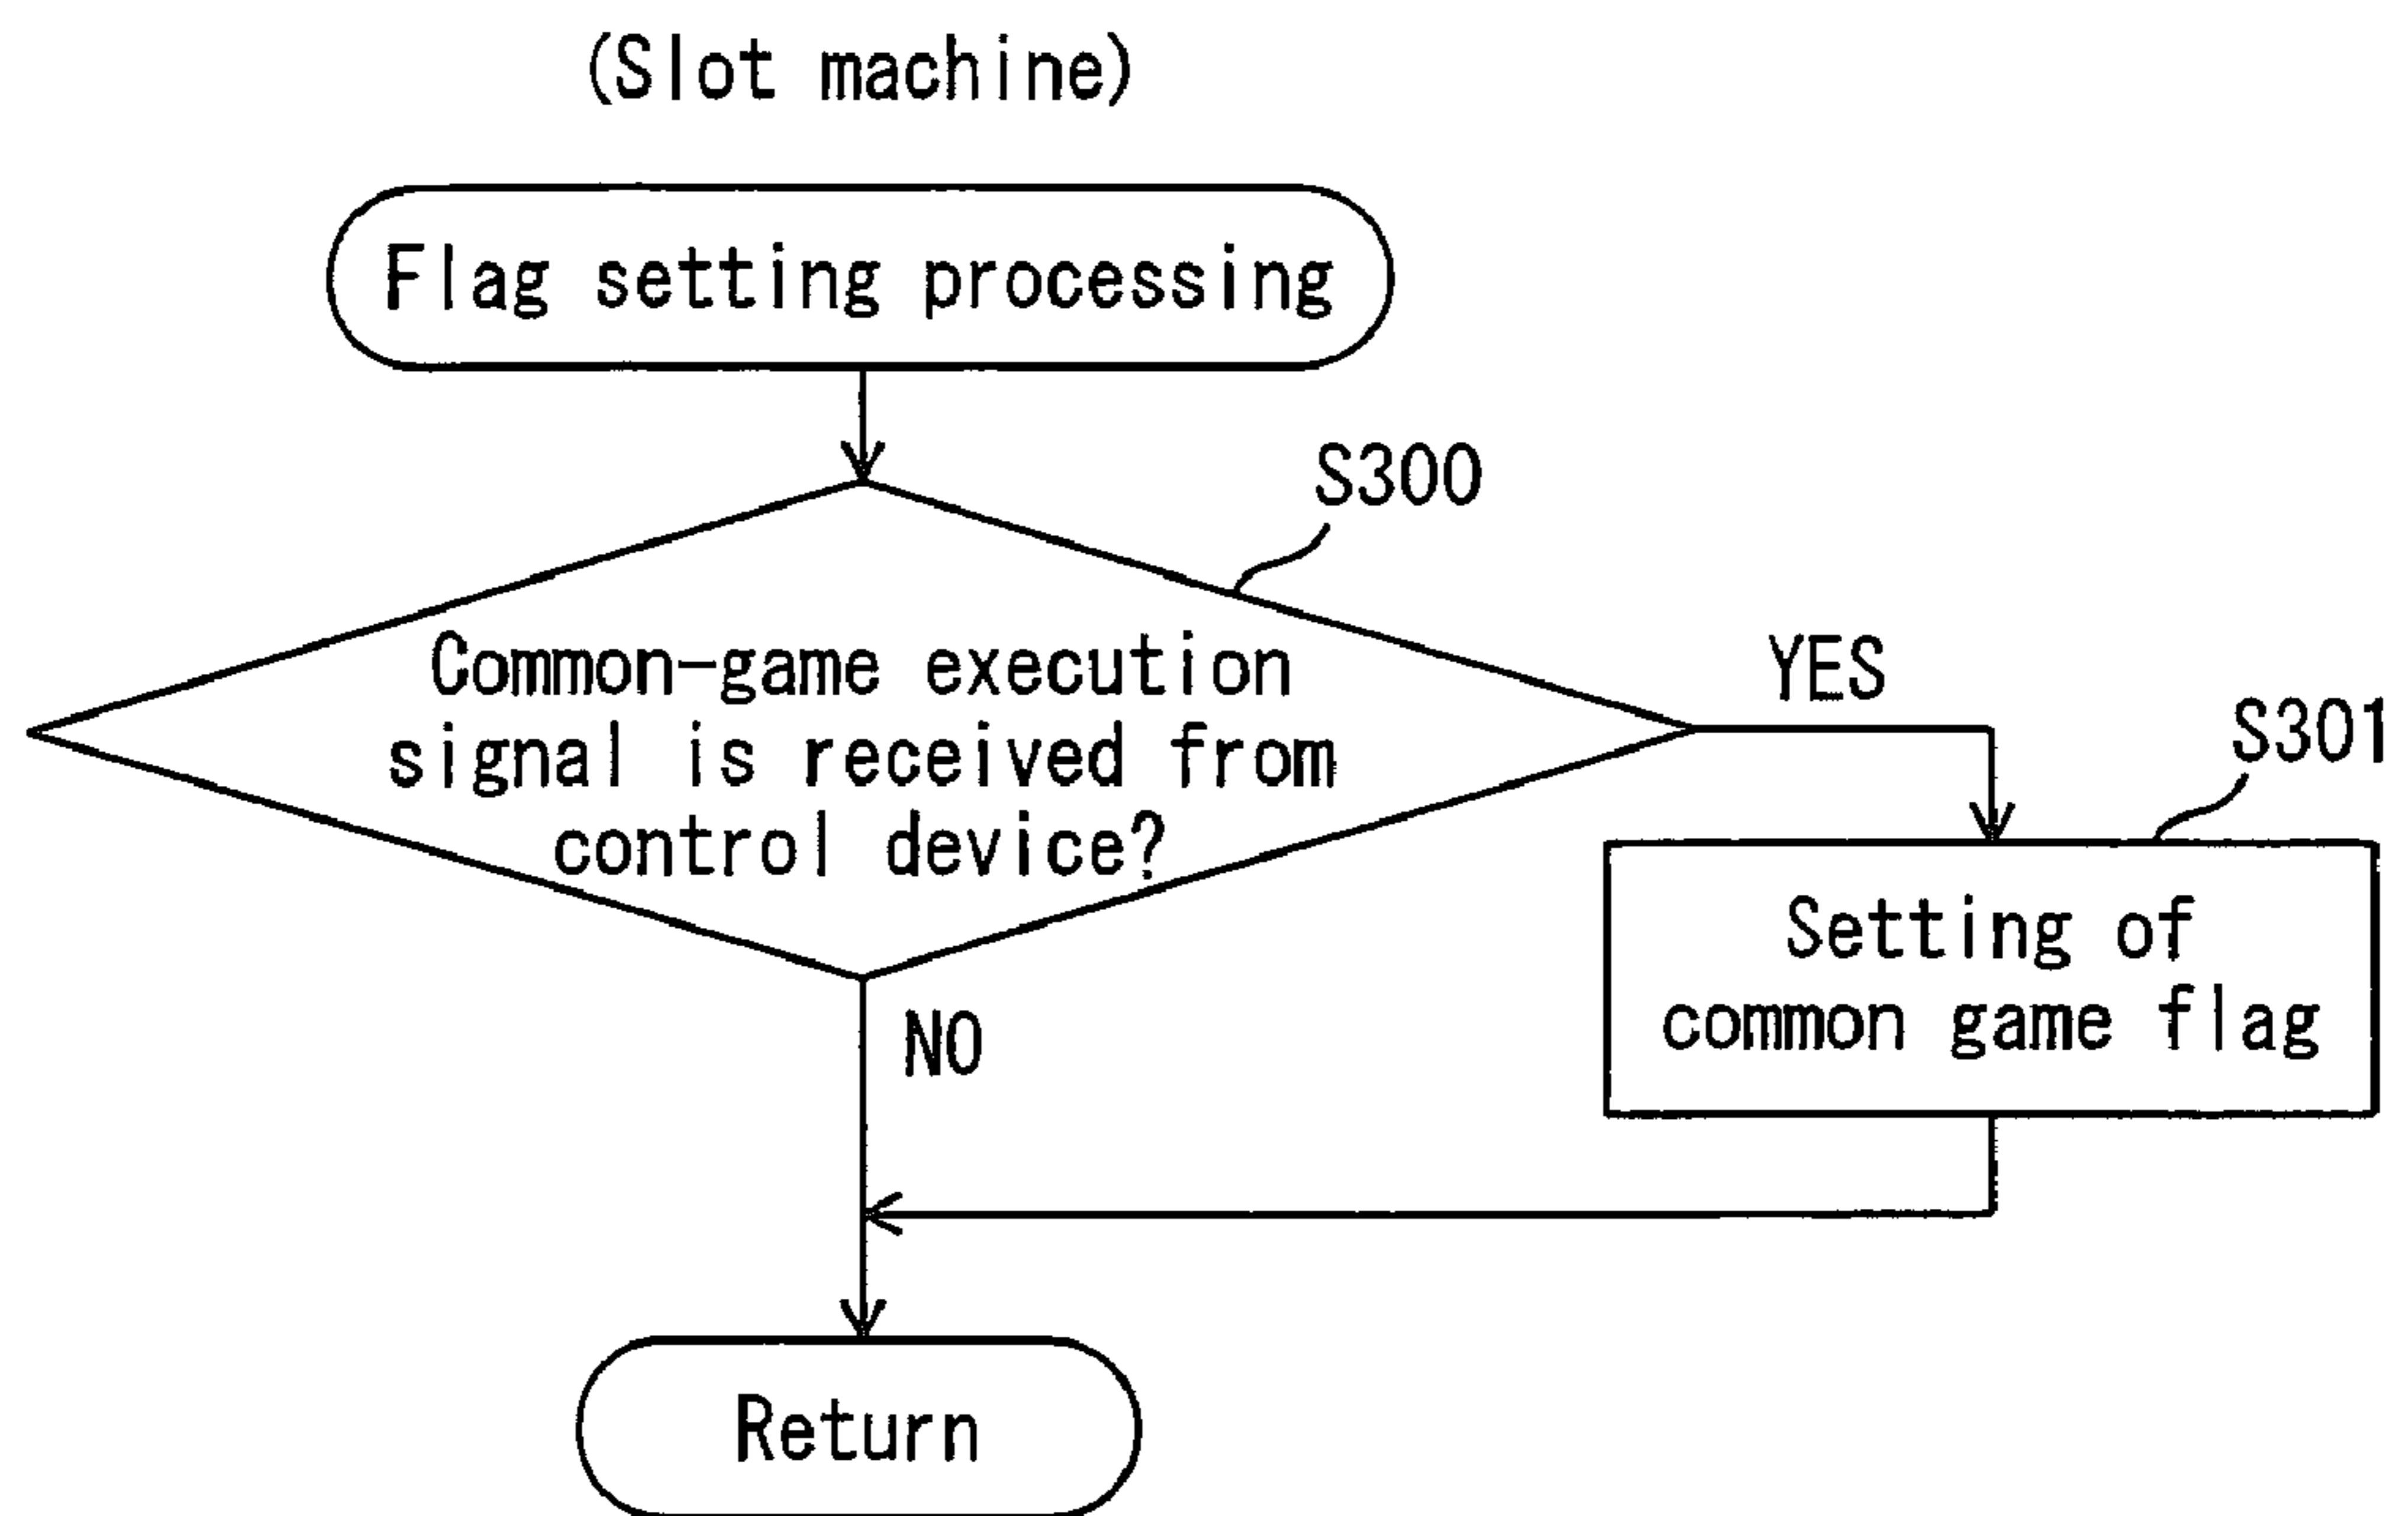 (Slot machine)
Flag setting processing
S300
Common-game execution
signal is received from
control device?
YES
S301
Setting of
common game flag
NO
Return